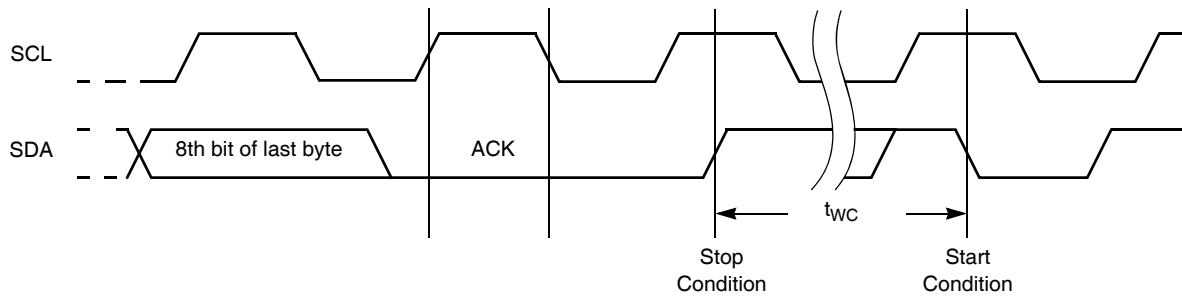 SCL
SDA
8th bit of last byte
ACK
tWC
Stop
Condition
Start
Condition